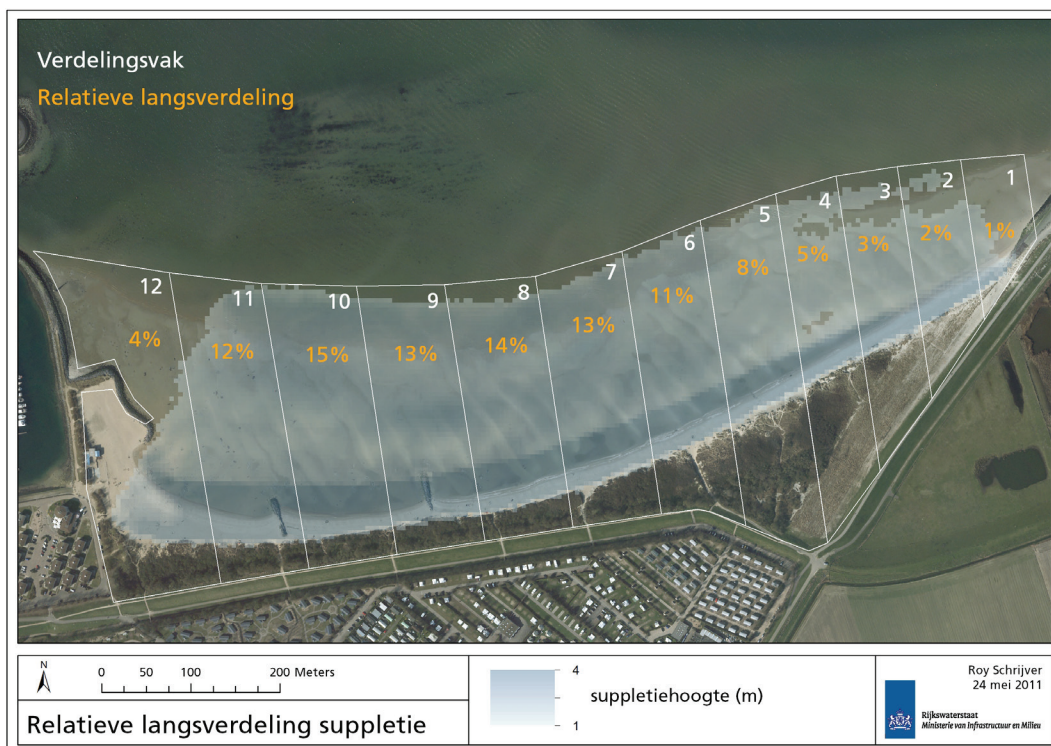 Verdelingsvak
Relatieve langsverdeling
1
2
3
4
5
6
7
8
9
10
11
12
1%
2%
3%
5%
8%
11%
13%
14%
13%
15%
12%
4%
N
0 50 100 200 Meters
Relatieve langsverdeling suppletie
4
suppletiehoogte (m)
1
Roy Schrijver
24 mei 2011
Rijkswaterstaat
Ministerie van Infrastructuur en Milieu